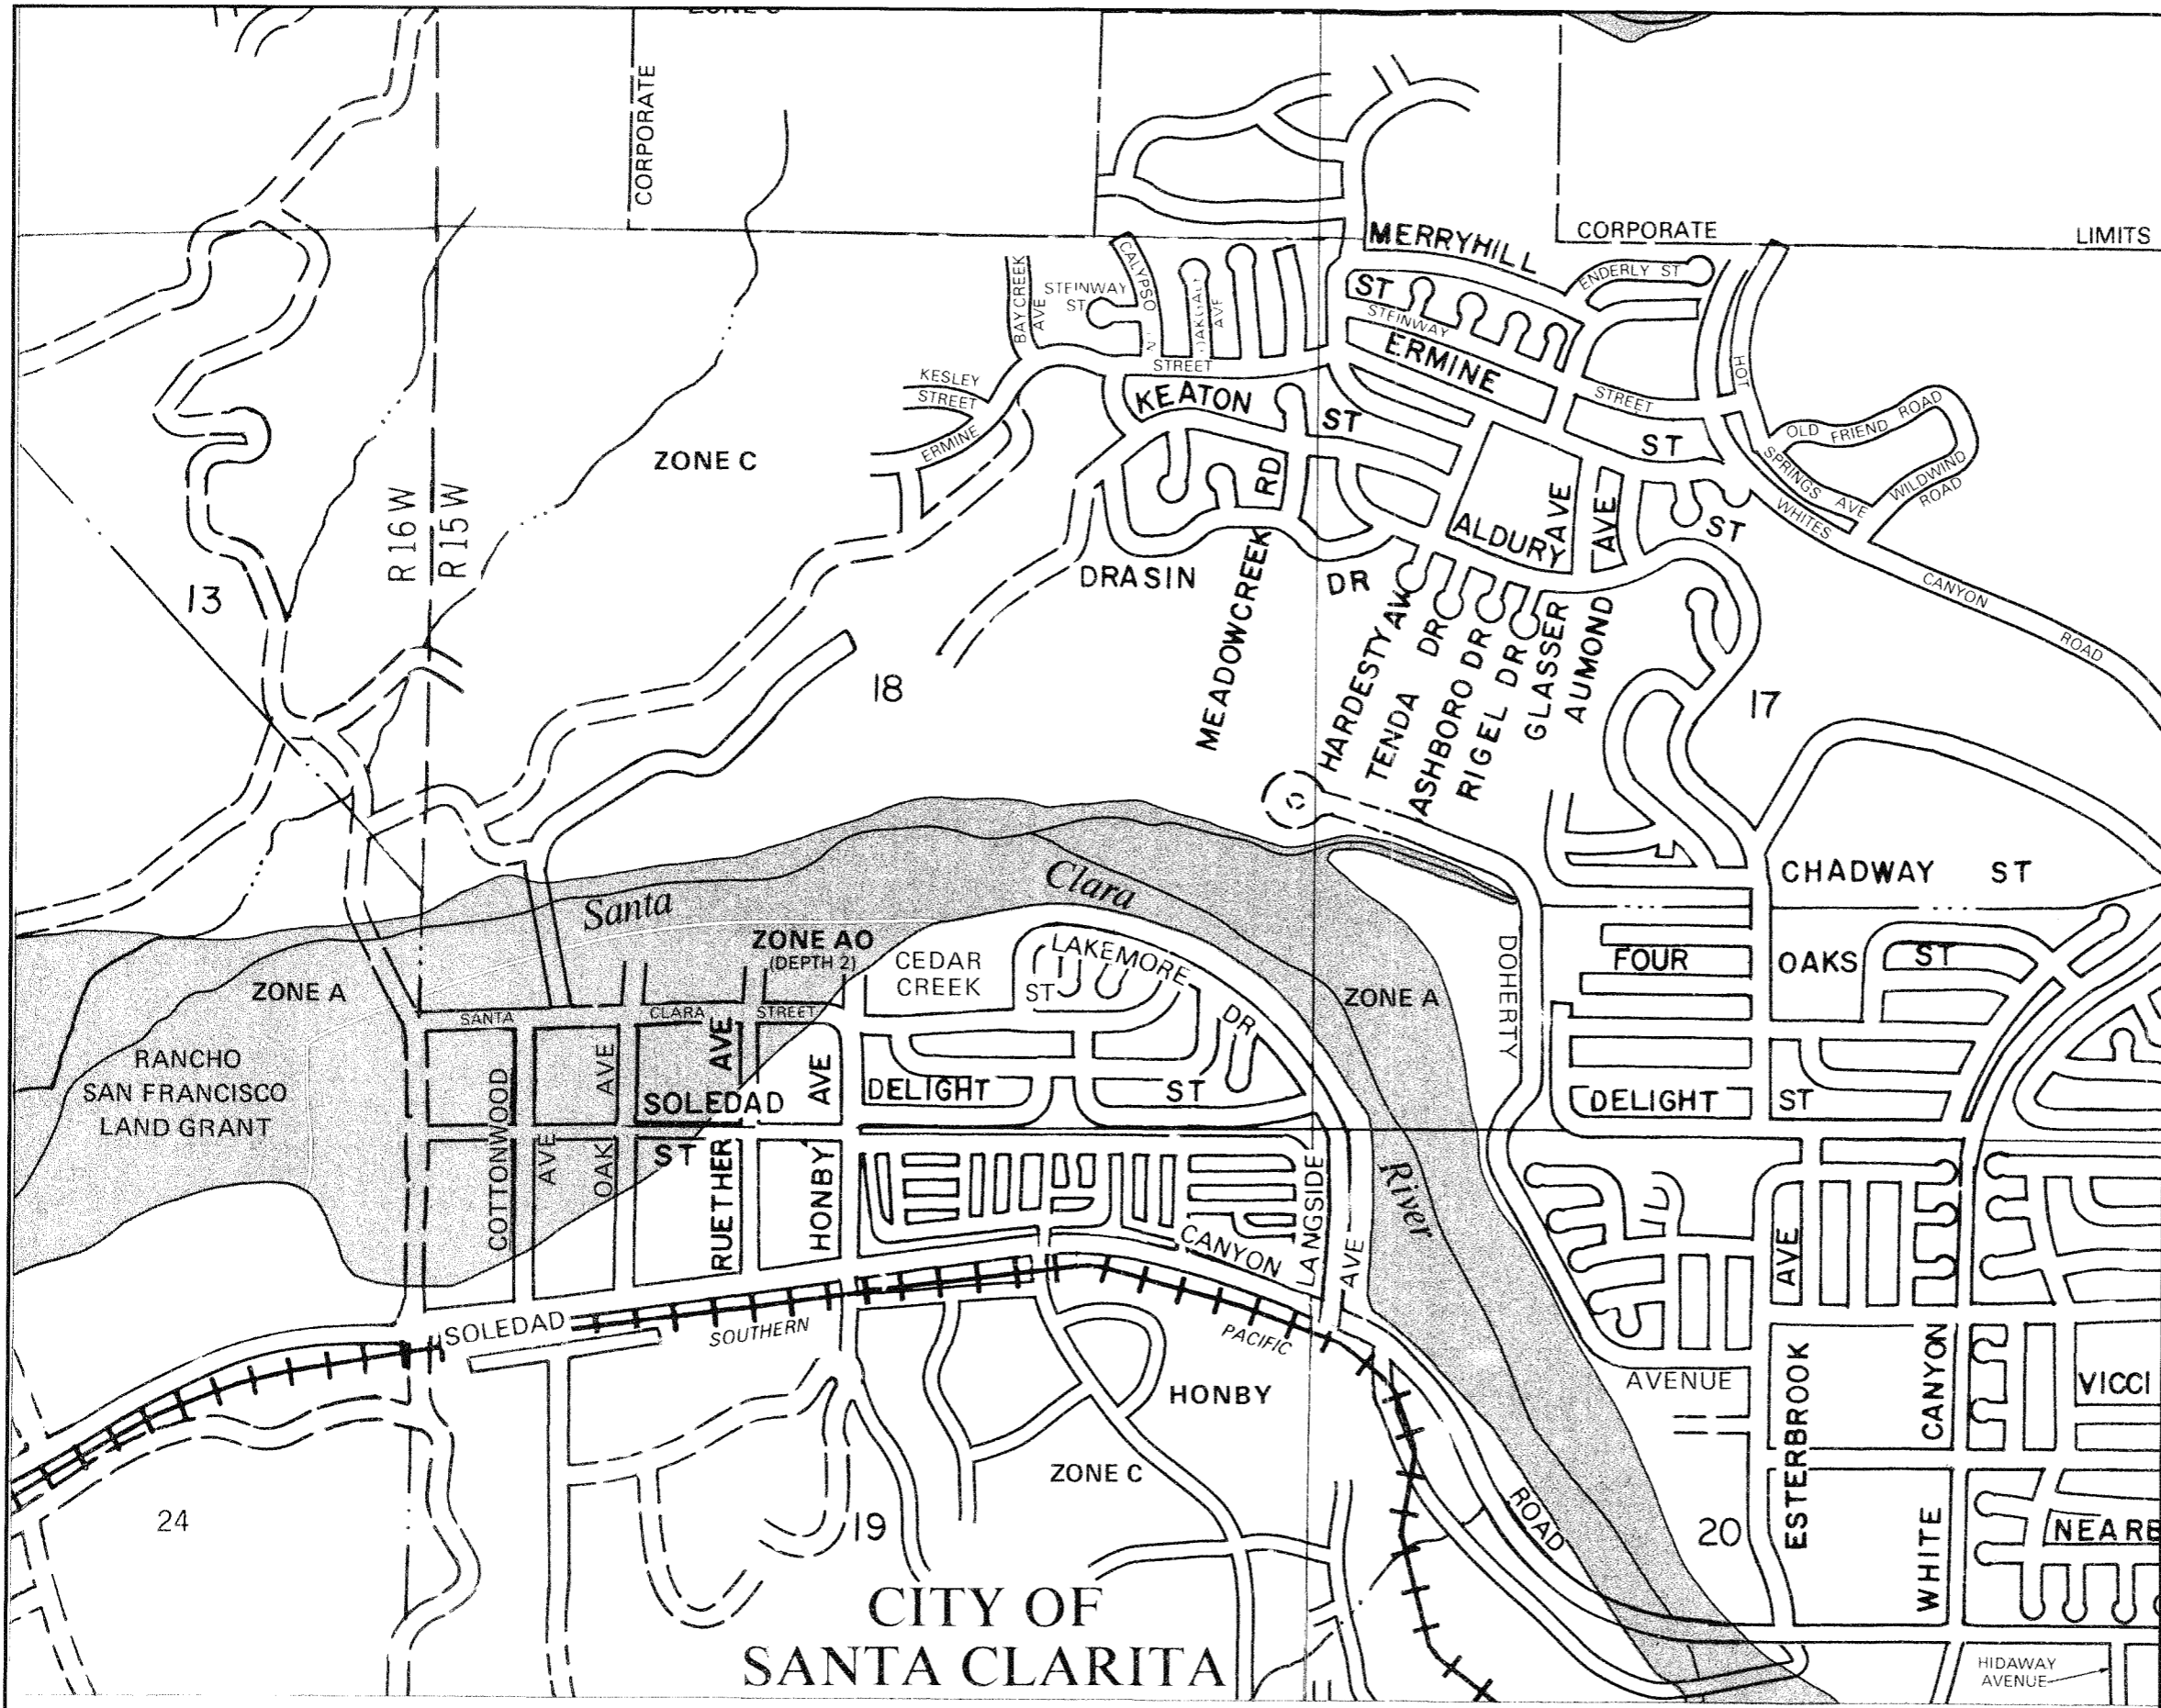 CORPORATE
MERRYHILL
ST
CORPORATE
LIMITS
ENDERLY ST
BAYCREEK
AVE
STEINWAY
ST
CALYPSO
AVE
STEINWAY
ERMINE
STREET
STREET
KEATON
ST
ST
KESLEY
STREET
ERMINE
HOT
SPRINGS AVE
OLD FRIEND ROAD
WILDWIND
ROAD
WHITES
CANYON
ROAD
ZONE C
R16W
R15W
RD
MEADOWCREEK
ALDURY
AVE
AVE
ST
DRASIN
DR
13
18
17
HARDESTY AV
TENDA DR
ASHBORO DR
RIGEL DR
GLASSER
AUMOND
Santa
Clara
River
CHADWAY ST
ZONE AO
(DEPTH 2)
CEDAR
CREEK
LAKEMORE
ST
DR
ZONE A
ZONE A
DOHERTY
FOUR
OAKS
ST
SANTA
CLARA
STREET
RANCHO
SAN FRANCISCO
LAND GRANT
COTTONWOOD
AVE
OAK
AVE
RUETHER
AVE
HONBY
AVE
SOLEDAD
ST
DELIGHT
ST
DELIGHT
ST
LANGSIDE
AVE
CANYON
SOLEDAD
SOUTHERN
PACIFIC
HONBY
ZONE C
AVENUE
ESTERBROOK
AVE
WHITE
CANYON
VICCI
NEARB
ROAD
24
19
20
CITY OF
SANTA CLARITA
HIDAWAY
AVENUE